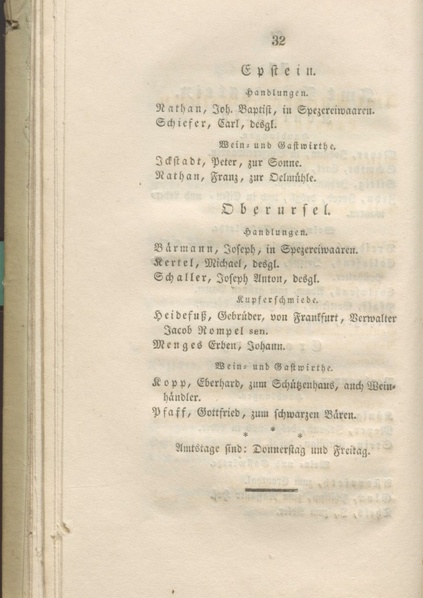 32
Epstein.
Handlungen.
Nathan, Joh. Baptist, in Spezereiwaaren.
Schiefer, Carl, desgl.
Wein- und Gastwirthe.
Ickstadt, Peter, zur Sonne.
Nathan, Franz, zur Oelmühle.
Oberursel.
Handlungen.
Bärmann, Joseph, in Spezereiwaaren.
Kertel, Michael, desgl.
Schaller, Joseph Anton, desgl.
Kupferschmiede.
Heidefuß, Gebrüder, von Frankfurt, Verwalter
Jacob Rompel sen.
Menges Erben, Johann.
Wein- und Gastwirthe.
Kopp, Eberhard, zum Schützenhaus, auch Wein-
händler.
Pfaff, Gottfried, zum schwarzen Bären.
* * *
Amtstage sind: Donnerstag und Freitag.